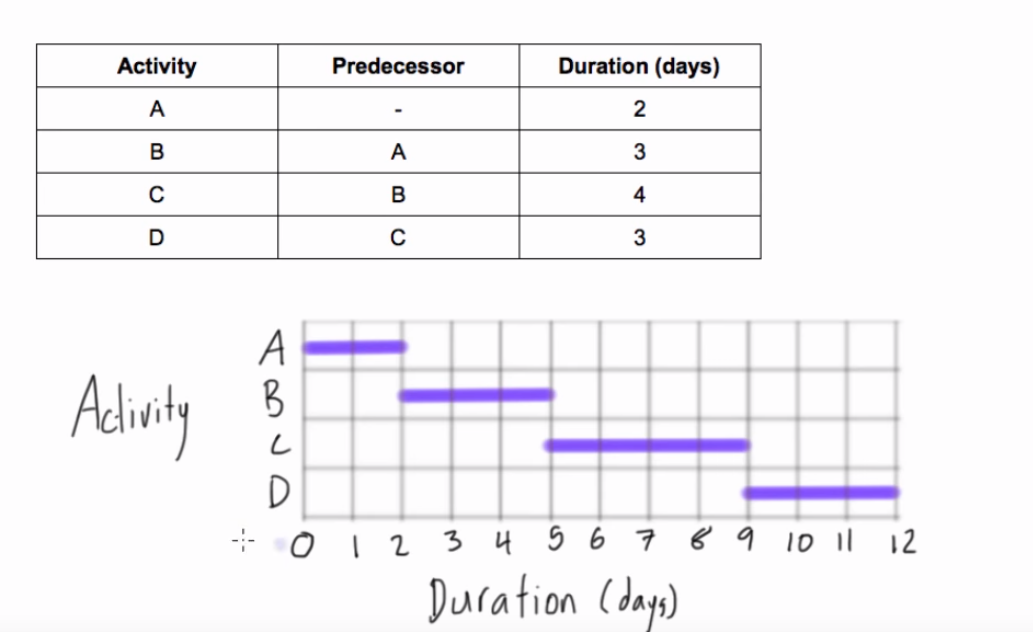 Activity Predecessor Duration (days)
A - 2
B A 3
C B 4
D C 3
A
Activity B
C
D
0 1 2 3 4 5 6 7 8 9 10 11 12
Duration (days)